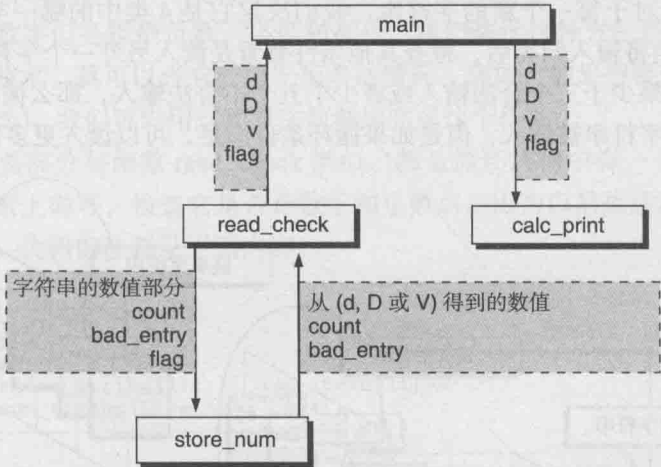 main
d
D
v
flag
d
D
v
flag
read_check
calc_print
字符串的数值部分
count
bad_entry
flag
从 (d, D 或 V) 得到的数值
count
bad_entry
store_num